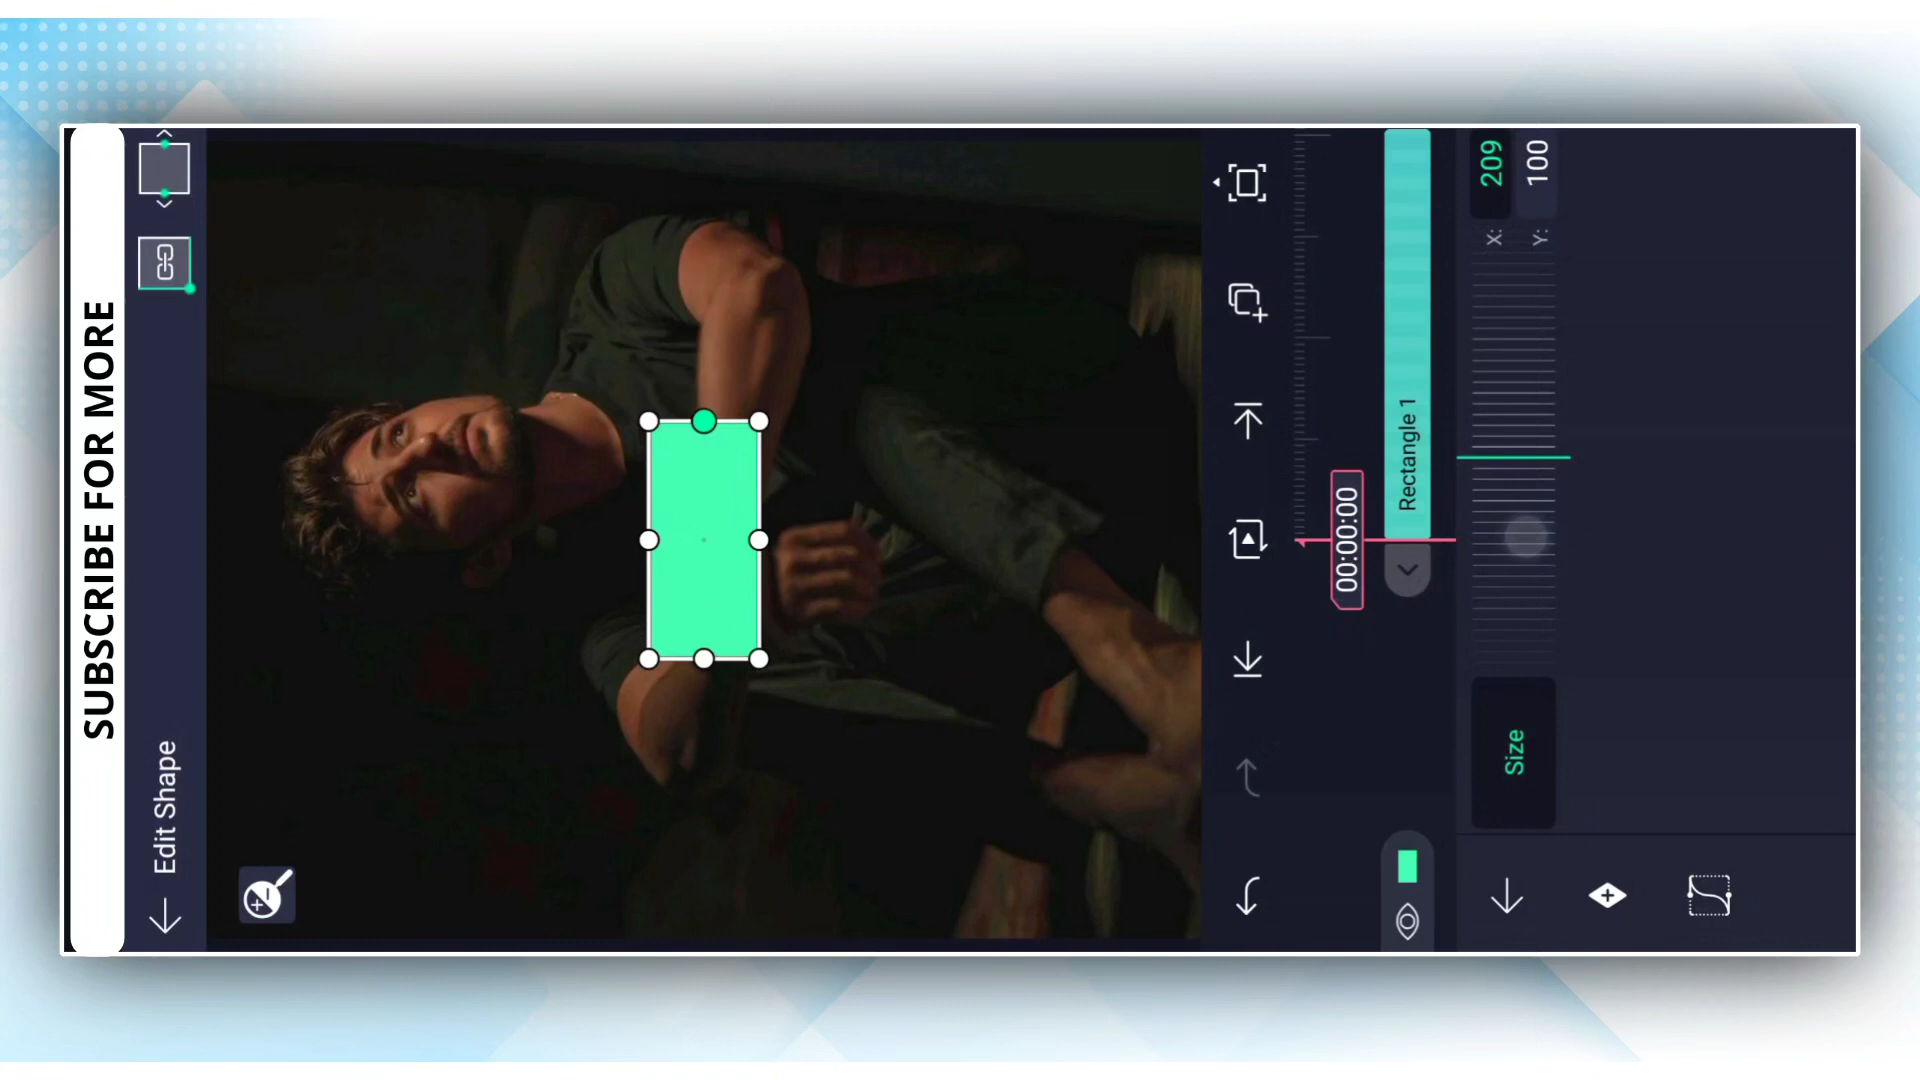 SUBSCRIBE FOR MORE
Edit Shape
00:00:00
Rectangle 1
Size
X: 209
Y: 100